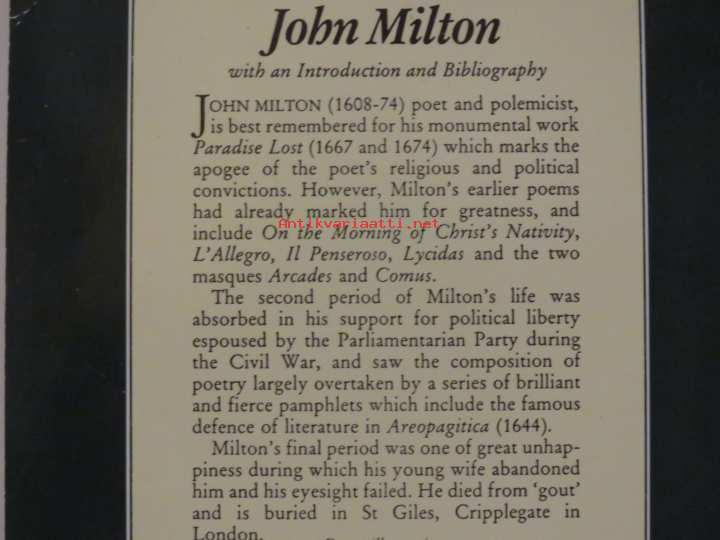 John Milton
with an Introduction and Bibliography
JOHN MILTON (1608-74) poet and polemicist,
is best remembered for his monumental work
Paradise Lost (1667 and 1674) which marks the
apogee of the poet's religious and political
convictions. However, Milton's earlier poems
had already marked him for greatness, and
Antikvariaatti.net
include On the Morning of Christ's Nativity,
L'Allegro, Il Penseroso, Lycidas and the two
masques Arcades and Comus.
The second period of Milton's life was
absorbed in his support for political liberty
espoused by the Parliamentarian Party during
the Civil War, and saw the composition of
poetry largely overtaken by a series of brilliant
and fierce pamphlets which include the famous
defence of literature in Areopagitica (1644).
Milton's final period was one of great unhap-
piness during which his young wife abandoned
him and his eyesight failed. He died from 'gout'
and is buried in St Giles, Cripplegate in
London.